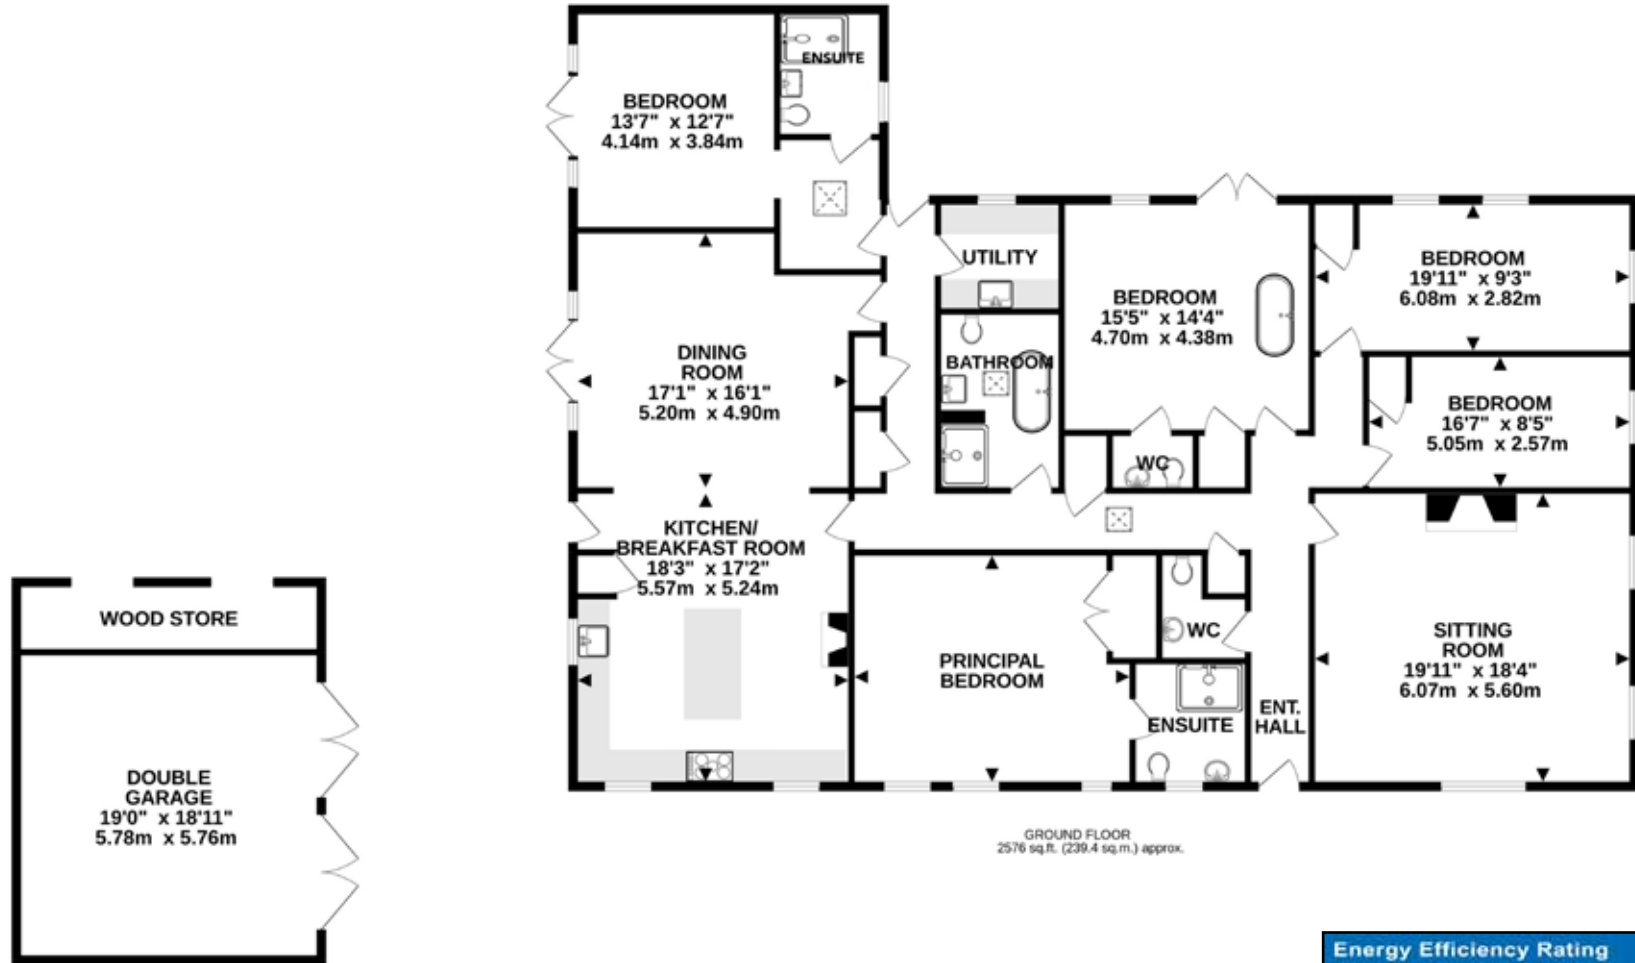 ENSUITE
BEDROOM
13'7" x 12'7"
4.14m x 3.84m
UTILITY
BEDROOM
15'5" x 14'4"
4.70m x 4.38m
BEDROOM
19'11" x 9'3"
6.08m x 2.82m
DINING
ROOM
17'1" x 16'1"
5.20m x 4.90m
BATHROOM
BEDROOM
16'7" x 8'5"
5.05m x 2.57m
WC
KITCHEN/
BREAKFAST ROOM
18'3" x 17'2"
5.57m x 5.24m
WOOD STORE
PRINCIPAL
BEDROOM
WC
SITTING
ROOM
19'11" x 18'4"
6.07m x 5.60m
ENSUITE
ENT.
HALL
DOUBLE
GARAGE
19'0" x 18'11"
5.78m x 5.76m
GROUND FLOOR
2576 sq.ft. (239.4 sq.m.) approx.
Energy Efficiency Rating